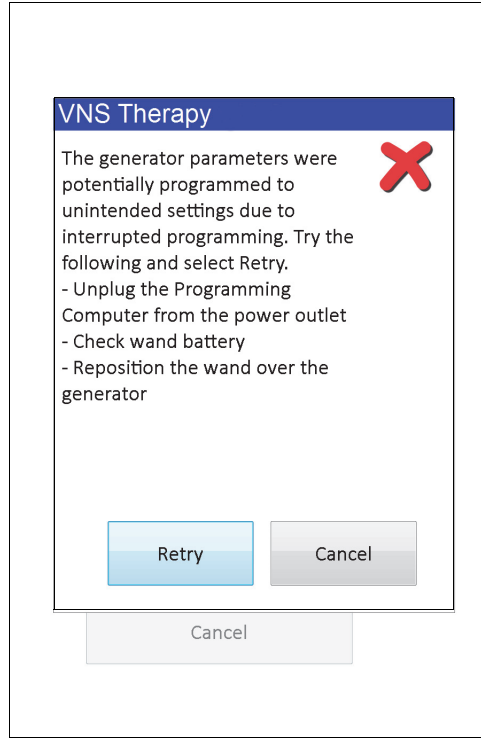 VNS Therapy
The generator parameters were
potentially programmed to
unintended settings due to
interrupted programming. Try the
following and select Retry.
- Unplug the Programming
Computer from the power outlet
- Check wand battery
- Reposition the wand over the
generator
Retry
Cancel
Cancel